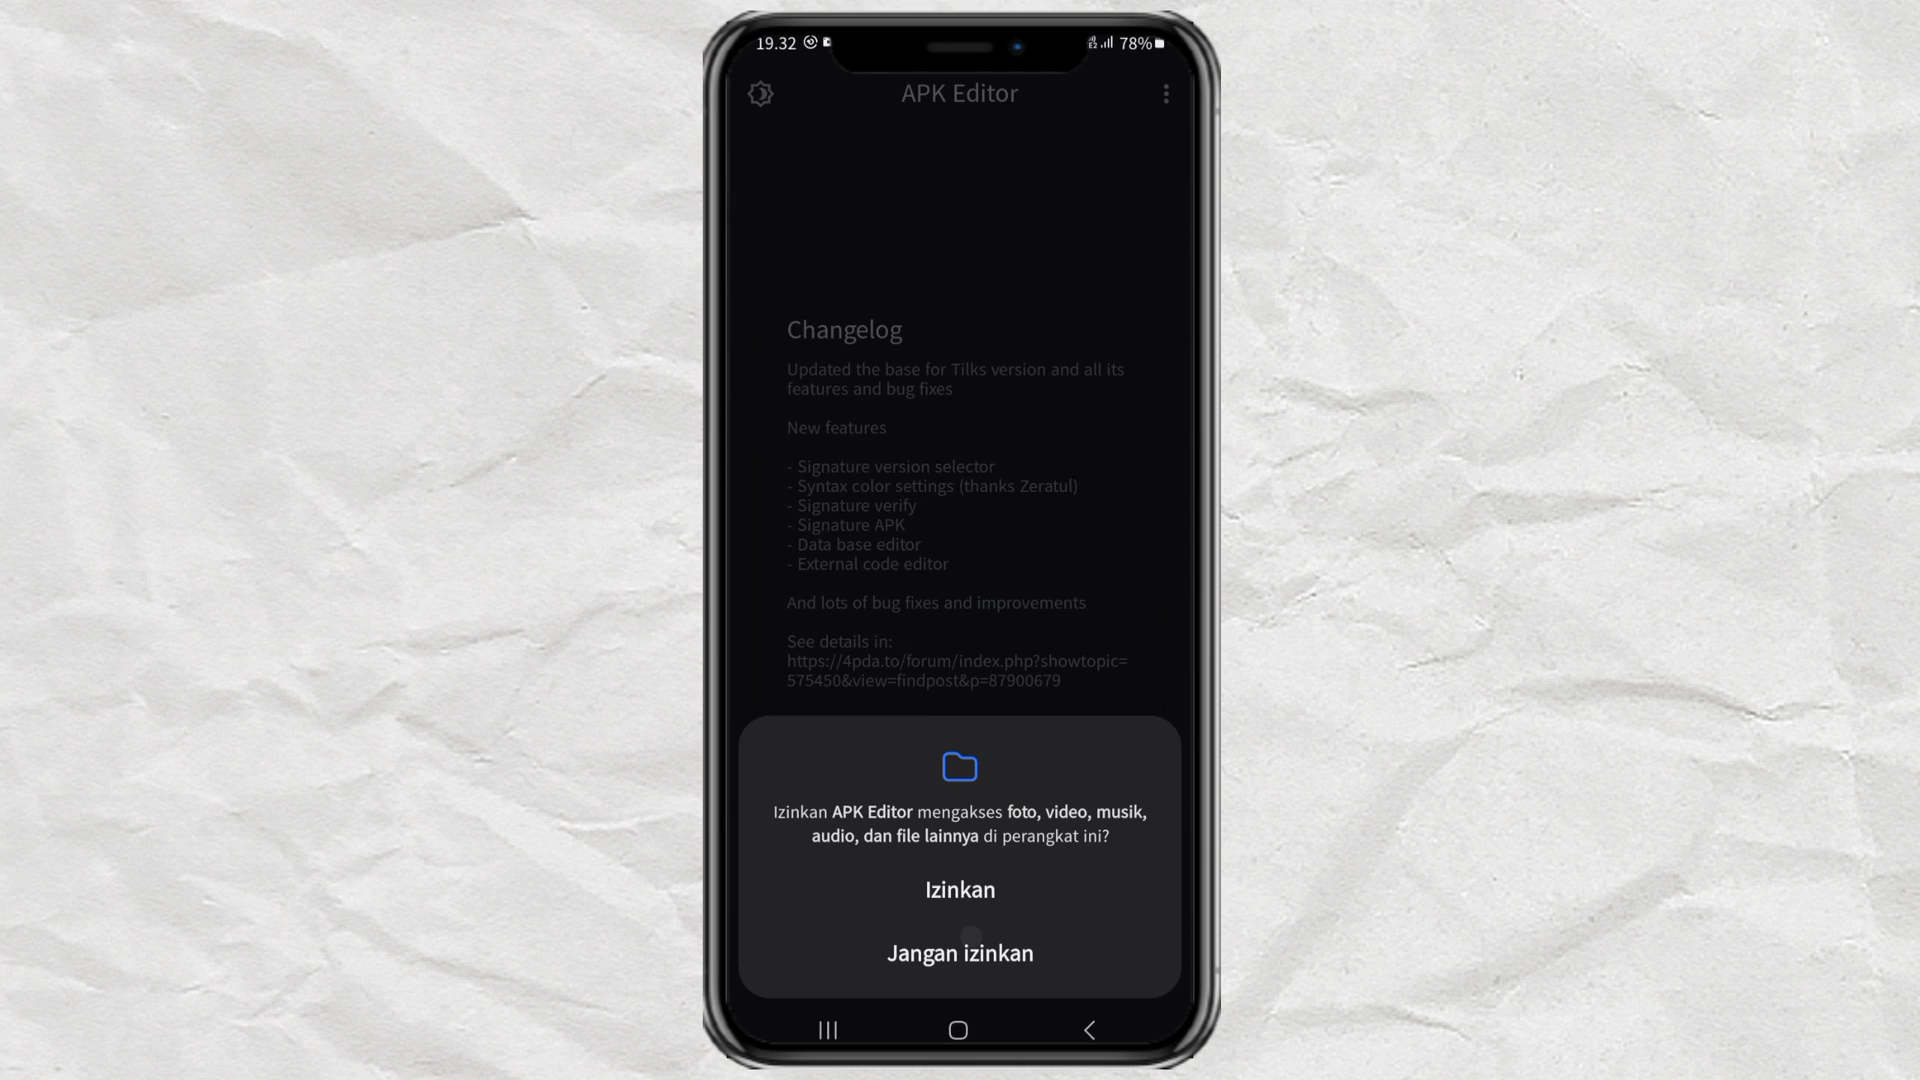 19.32
78%
APK Editor
Changelog
Updated the base for Tilks version and all its
features and bug fixes
New features
- Signature version selector
- Syntax color settings (thanks Zeratul)
- Signature verify
- Signature APK
- Data base editor
- External code editor
And lots of bug fixes and improvements
See details in:
https://4pda.to/forum/index.php?showtopic=
575450&view=findpost&p=87900679
Izinkan APK Editor mengakses foto, video, musik,
audio, dan file lainnya di perangkat ini?
Izinkan
Jangan izinkan